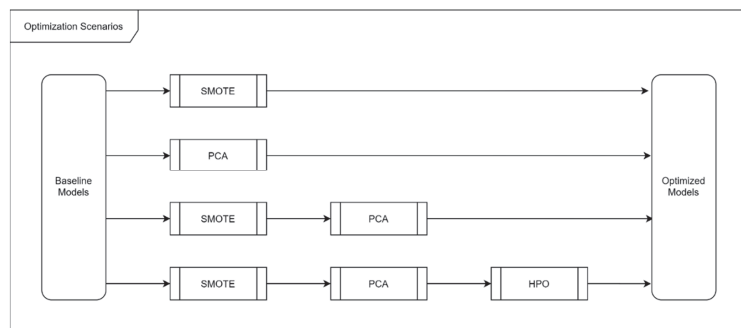 Optimization Scenarios
SMOTE
PCA
Baseline
Models
Optimized
Models
SMOTE
PCA
SMOTE
PCA
HPO